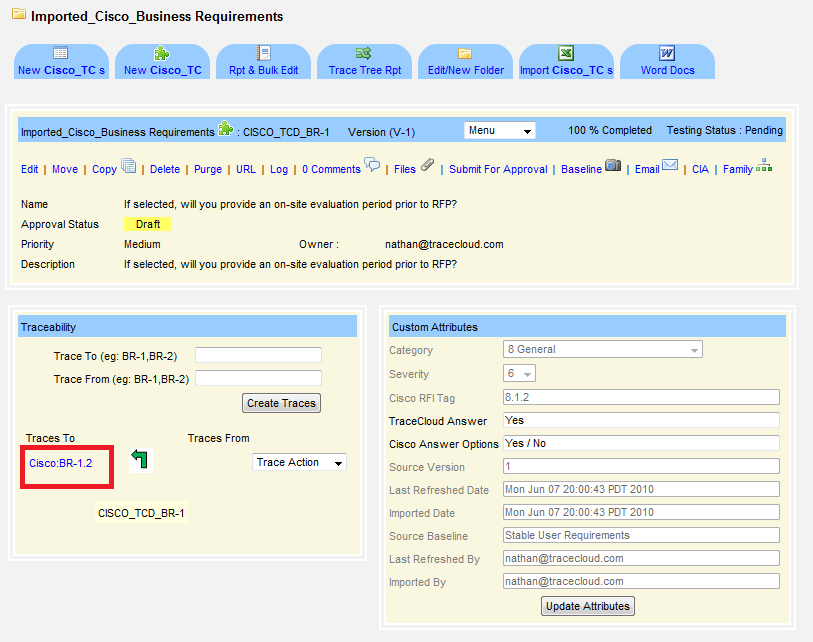 Imported_Cisco_Business Requirements
New Cisco_TC s
New Cisco_TC
Rpt & Bulk Edit
Trace Tree Rpt
Edit/New Folder
Import Cisco_TC s
Word Docs
Imported_Cisco_Business Requirements : CISCO_TCD_BR-1 Version (V-1) Menu 100 % Completed Testing Status : Pending
Edit | Move | Copy | Delete | Purge | URL | Log | 0 Comments | Files | Submit For Approval | Baseline | Email | CIA | Family
Name If selected, will you provide an on-site evaluation period prior to RFP?
Approval Status Draft
Priority Medium Owner : nathan@tracecloud.com
Description If selected, will you provide an on-site evaluation period prior to RFP?
Traceability
Trace To (eg: BR-1,BR-2)
Trace From (eg: BR-1,BR-2)
Create Traces
Traces To Traces From
Cisco:BR-1.2 Trace Action
CISCO_TCD_BR-1
Custom Attributes
Category 8 General
Severity 6
Cisco RFI Tag 8.1.2
TraceCloud Answer Yes
Cisco Answer Options Yes / No
Source Version 1
Last Refreshed Date Mon Jun 07 20:00:43 PDT 2010
Imported Date Mon Jun 07 20:00:43 PDT 2010
Source Baseline Stable User Requirements
Last Refreshed By nathan@tracecloud.com
Imported By nathan@tracecloud.com
Update Attributes